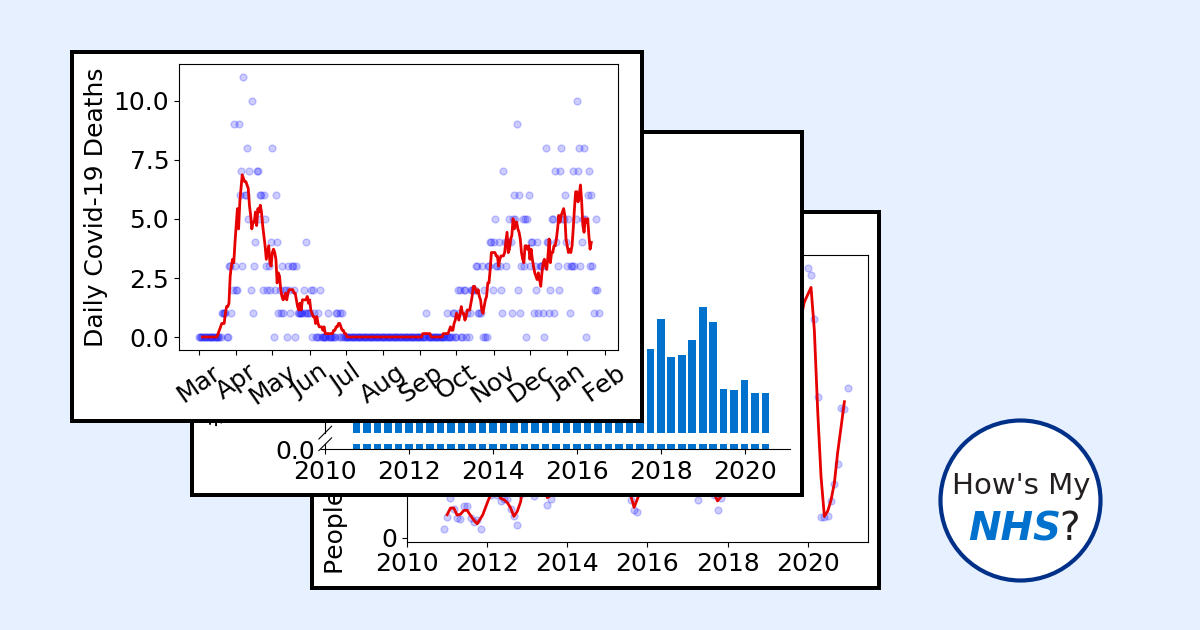 Daily Covid-19 Deaths
10.0
7.5
5.0
2.5
0.0
Mar Apr May Jun Jul Aug Sep Oct Nov Dec Jan Feb
0.0
2010 2012 2014 2016 2018 2020
People
0
2010 2012 2014 2016 2018 2020
How's My
NHS?